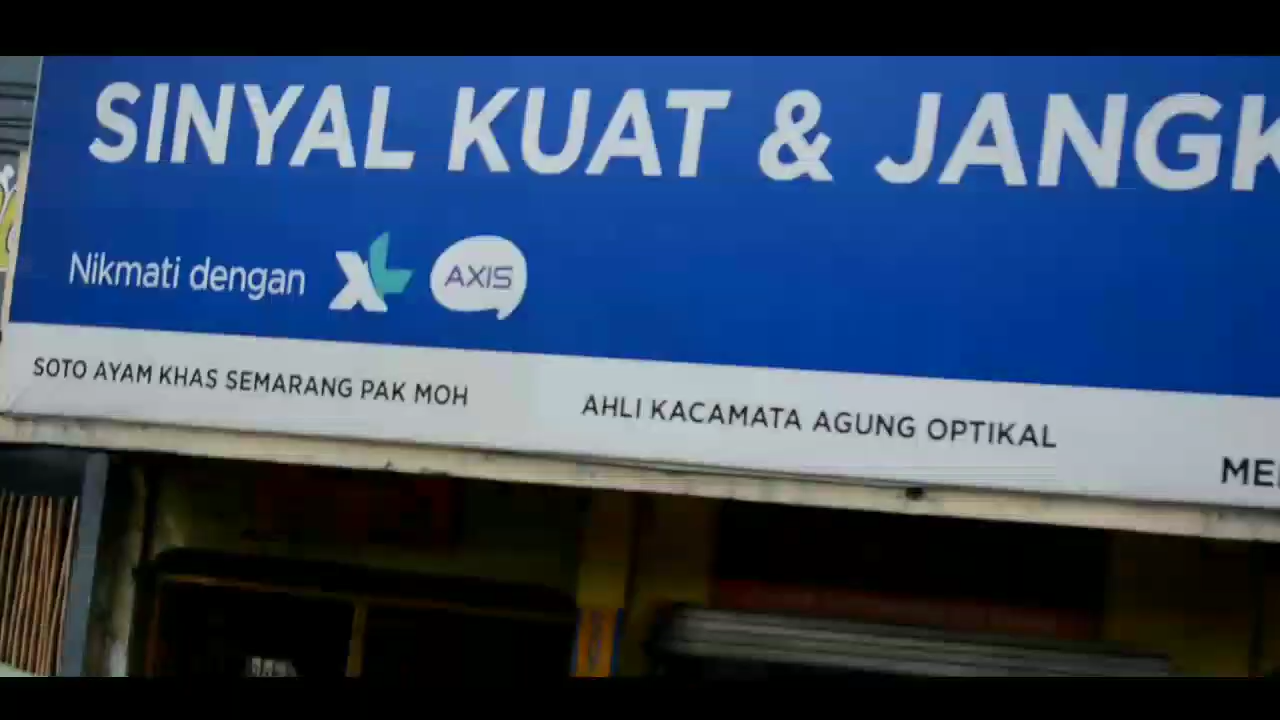 SINYAL KUAT & JANGK
Nikmati dengan XL AXIS
SOTO AYAM KHAS SEMARANG PAK MOH
AHLI KACAMATA AGUNG OPTIKAL
ME